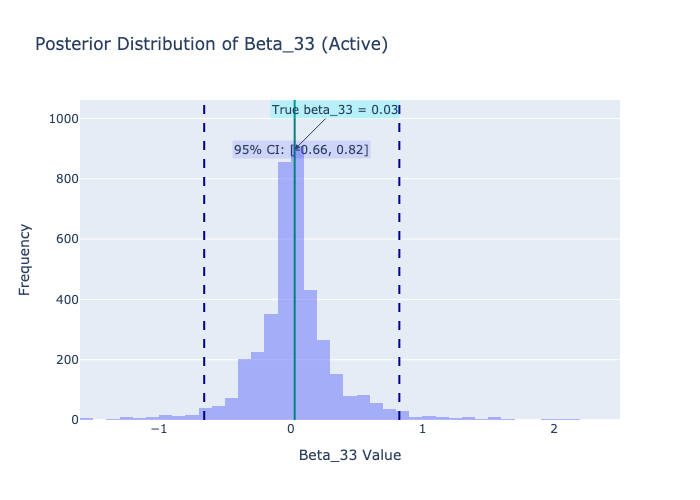 Posterior Distribution of Beta_33 (Active)
True beta_33 = 0.03
95% CI: [-0.66, 0.82]
1000
800
600
400
200
0
Frequency
−1
0
1
2
Beta_33 Value